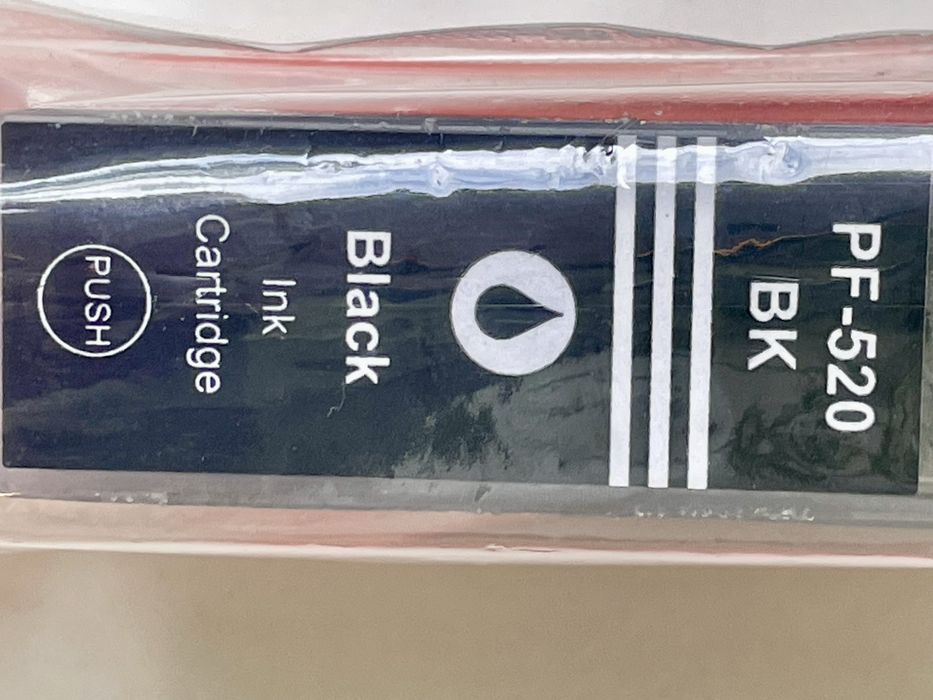 PF-520
BK
Black
Ink
Cartridge
PUSH